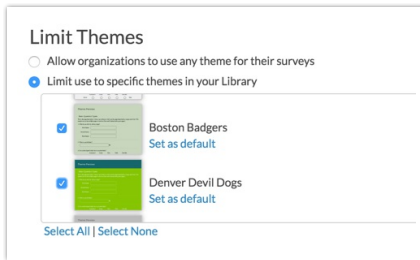 Limit Themes
Allow organizations to use any theme for their surveys
Limit use to specific themes in your Library
Boston Badgers
Set as default
Denver Devil Dogs
Set as default
Select All | Select None